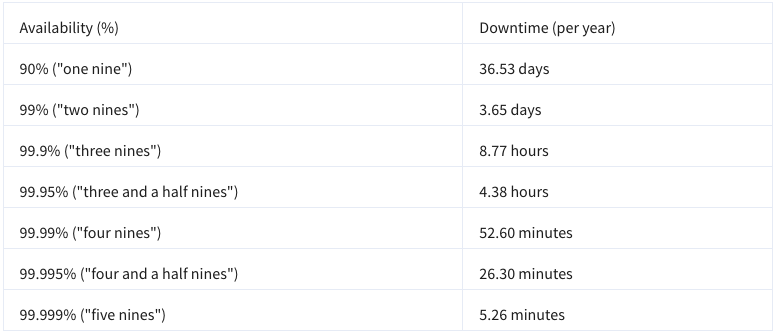 Availability (%) Downtime (per year)
90% ("one nine") 36.53 days
99% ("two nines") 3.65 days
99.9% ("three nines") 8.77 hours
99.95% ("three and a half nines") 4.38 hours
99.99% ("four nines") 52.60 minutes
99.995% ("four and a half nines") 26.30 minutes
99.999% ("five nines") 5.26 minutes